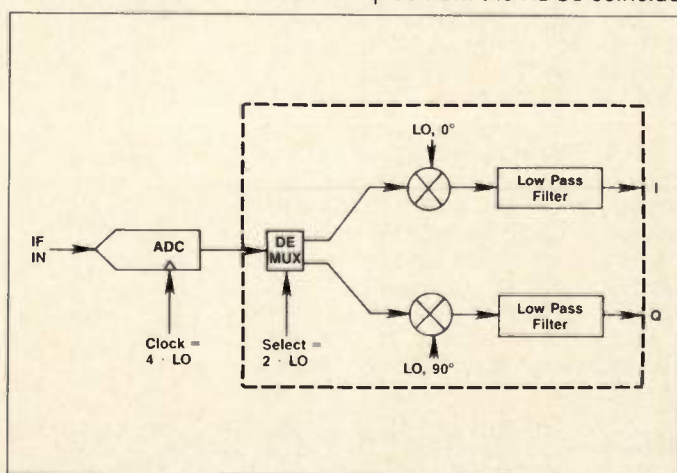 LO, 0°
Low Pass
Filter
I
IF
IN
ADC
DE
MUX
Clock =
4 · LO
Select =
2 · LO
Low Pass
Filter
Q
LO, 90°